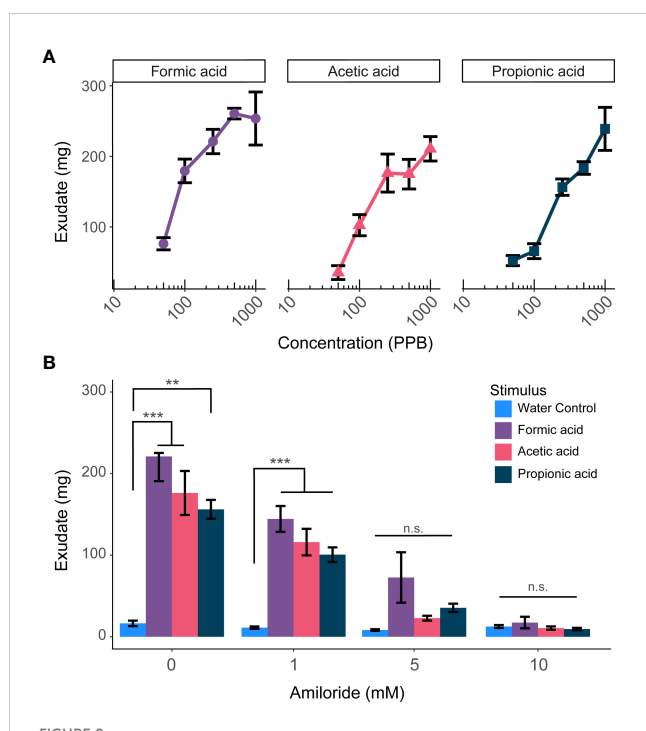 A
Formic acid
Acetic acid
Propionic acid
Exudate (mg)
300
200
100
10
100
1000
10
100
1000
10
100
1000
Concentration (PPB)
B
Exudate (mg)
300
200
100
0
**
***
***
n.s.
n.s.
Stimulus
Water Control
Formic acid
Acetic acid
Propionic acid
0
1
5
10
Amiloride (mM)